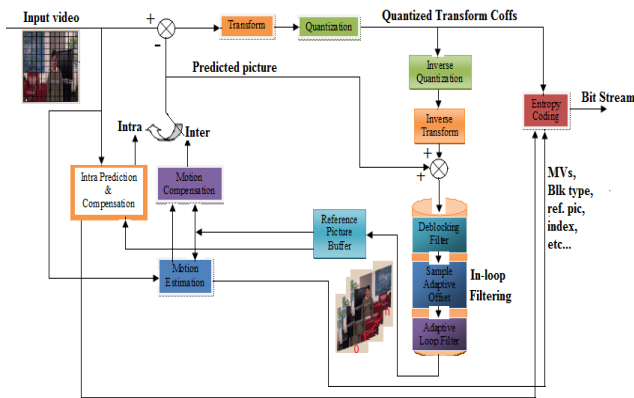 Input video
+
-
Transform
Quantization
Quantized Transform Coffs
Predicted picture
Inverse
Quantization
Inverse
Transform
Entropy
Coding
Bit Stream
Intra
Inter
+
+
Intra Prediction
&
Compensation
Motion
Compensation
MVs,
Blk type,
ref. pic,
index,
etc...
Reference
Picture
Buffer
Deblocking
Filter
Motion
Estimation
Sample
Adaptive
Offset
In-loop
Filtering
Adaptive
Loop Filter